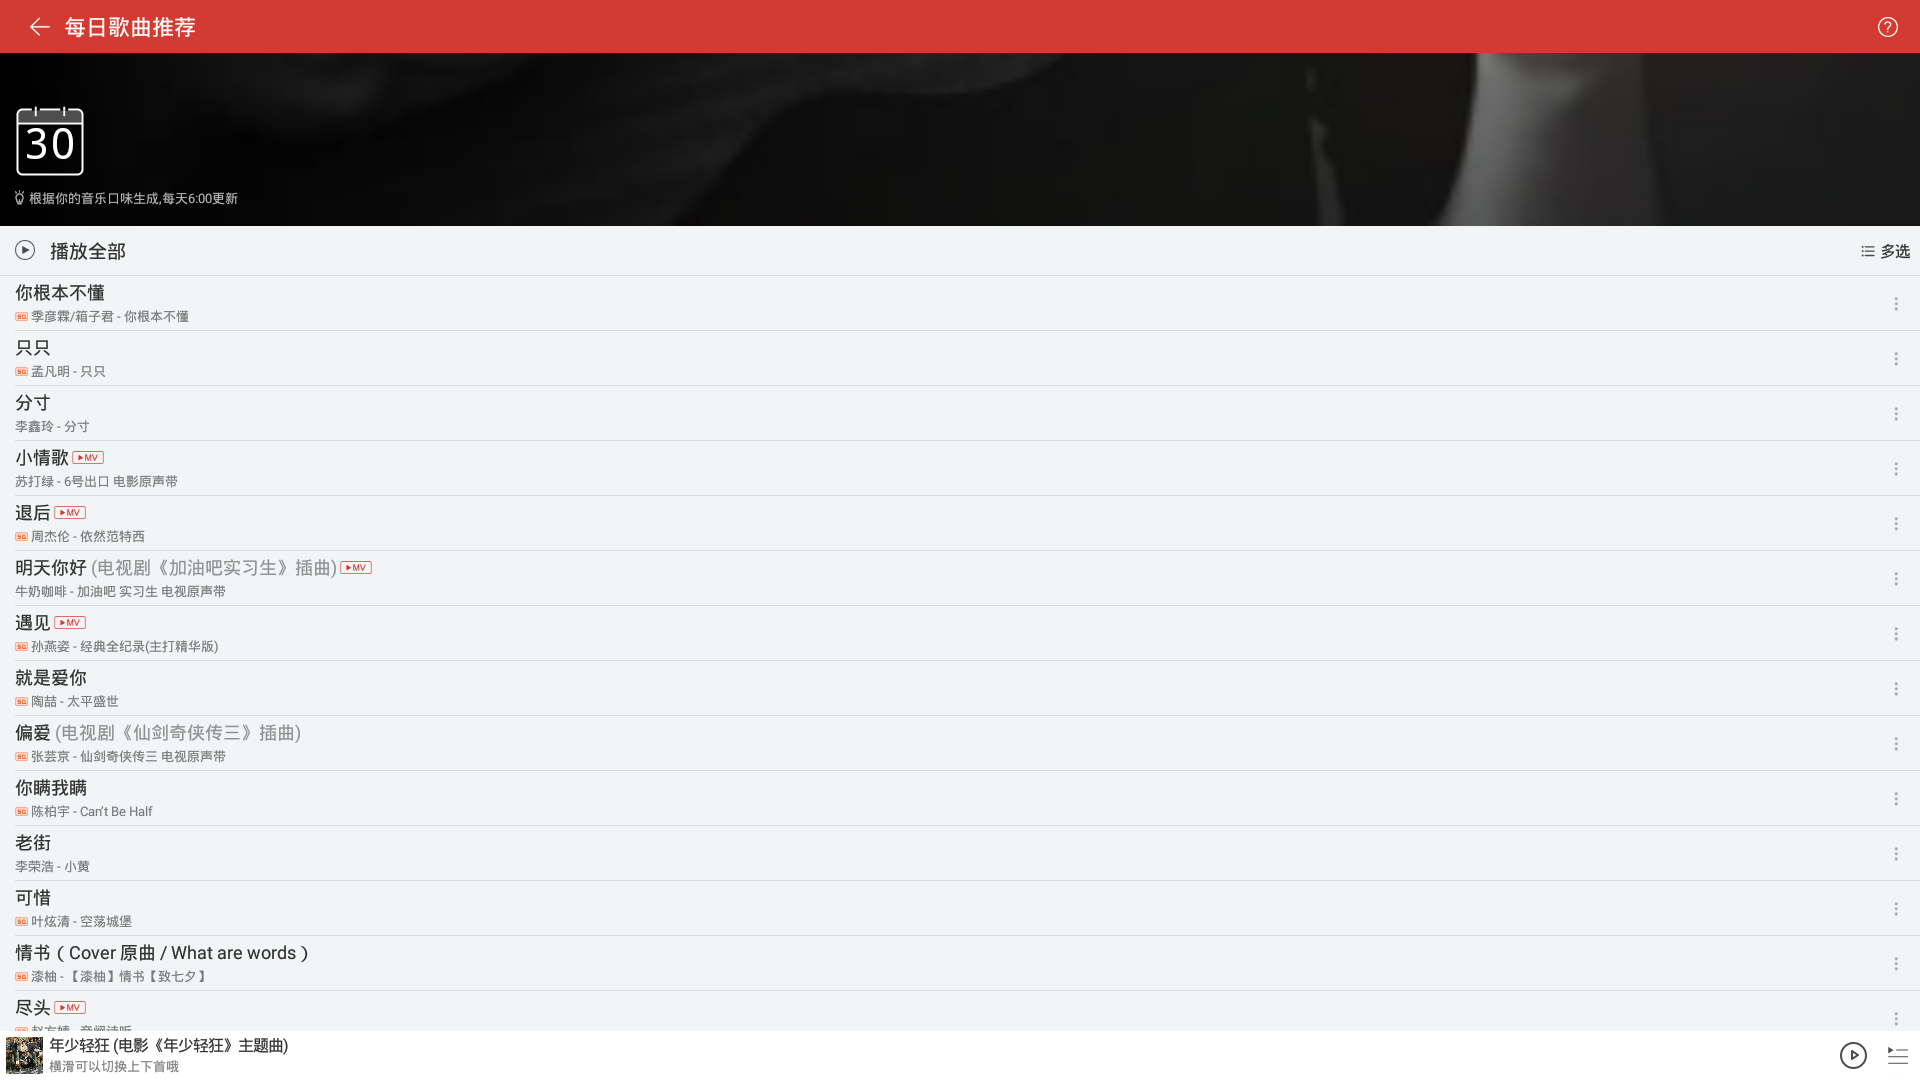 每日歌曲推荐
30
根据你的音乐口味生成,每天6:00更新
播放全部
多选
你根本不懂
SQ 季彦霖/箱子君 - 你根本不懂
只只
SQ 孟凡明 - 只只
分寸
李鑫玲 - 分寸
小情歌 MV
苏打绿 - 6号出口 电影原声带
退后 MV
SQ 周杰伦 - 依然范特西
明天你好 (电视剧《加油吧实习生》插曲) MV
牛奶咖啡 - 加油吧 实习生 电视原声带
遇见 MV
SQ 孙燕姿 - 经典全纪录(主打精华版)
就是爱你
SQ 陶喆 - 太平盛世
偏爱 (电视剧《仙剑奇侠传三》插曲)
SQ 张芸京 - 仙剑奇侠传三 电视原声带
你瞒我瞒
SQ 陈柏宇 - Can't Be Half
老街
李荣浩 - 小黄
可惜
SQ 叶炫清 - 空荡城堡
情书（Cover 原曲 / What are words）
SQ 漆柚 - 【漆柚】情书【致七夕】
尽头 MV
年少轻狂 (电影《年少轻狂》主题曲)
横滑可以切换上下首哦